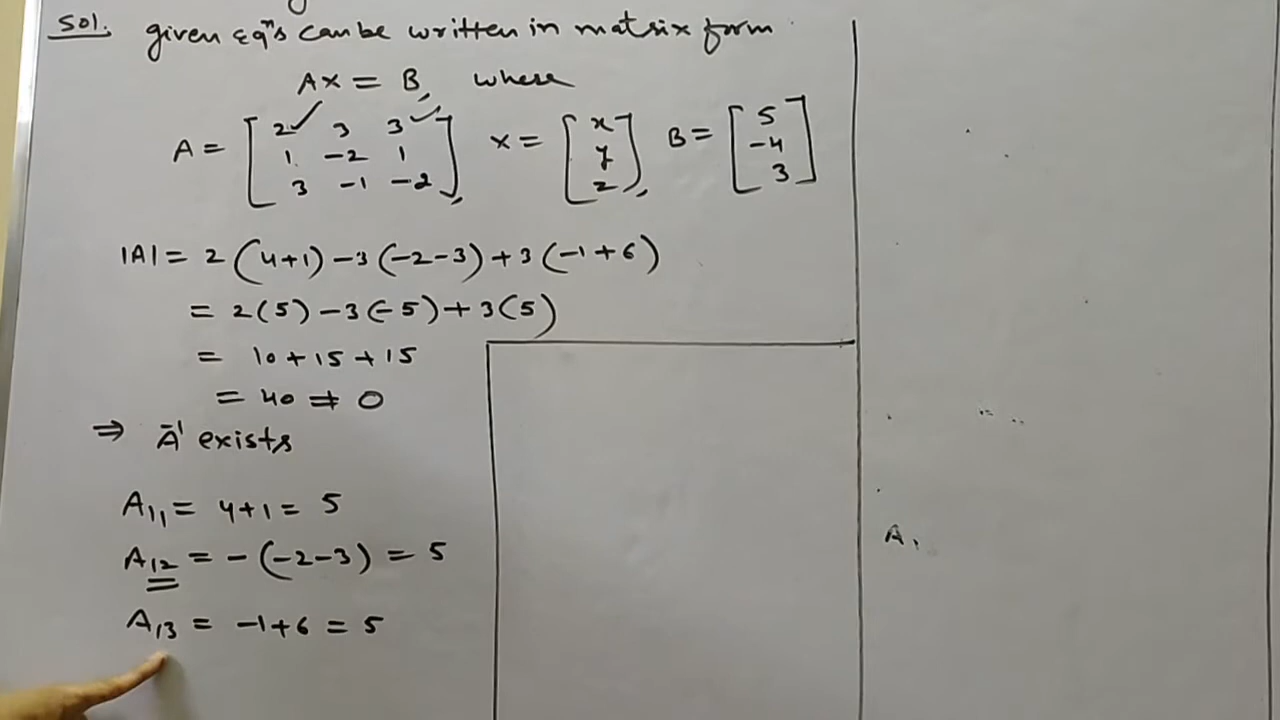 Sol. given Eqⁿs can be written in matrix form
AX = B, where
A = [ 2 3 3 ; 1 -2 1 ; 3 -1 -2 ], X = [ x ; y ; z ], B = [ 5 ; -4 ; 3 ]
|A| = 2(4+1) -3(-2-3) +3(-1+6)
= 2(5) -3(-5) + 3(5)
= 10 + 15 + 15
= 40 ≠ 0
⇒ A⁻¹ exists
A₁₁ = 4+1 = 5
A₁₂ = -(-2-3) = 5
A₁₃ = -1+6 = 5
A,